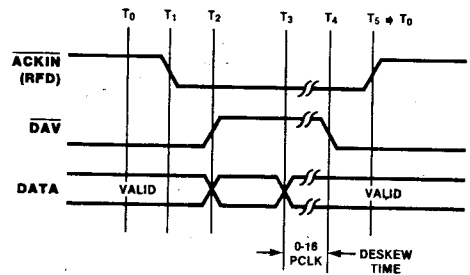 T0 T1 T2 T3 T4 T5 ⇒ T0
ACKIN
(RFD)
DAV
DATA
VALID
VALID
0-16
PCLK
DESKEW
TIME